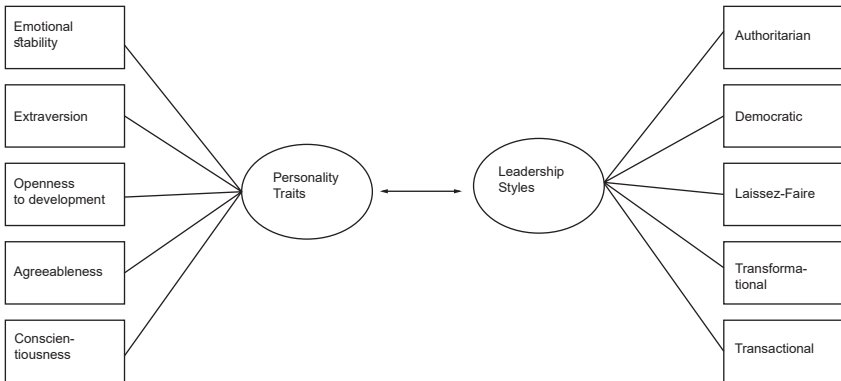 Emotional
stability
Extraversion
Openness
to development
Agreeableness
Conscien-
tiousness
Personality
Traits
Leadership
Styles
Authoritarian
Democratic
Laissez-Faire
Transforma-
tional
Transactional